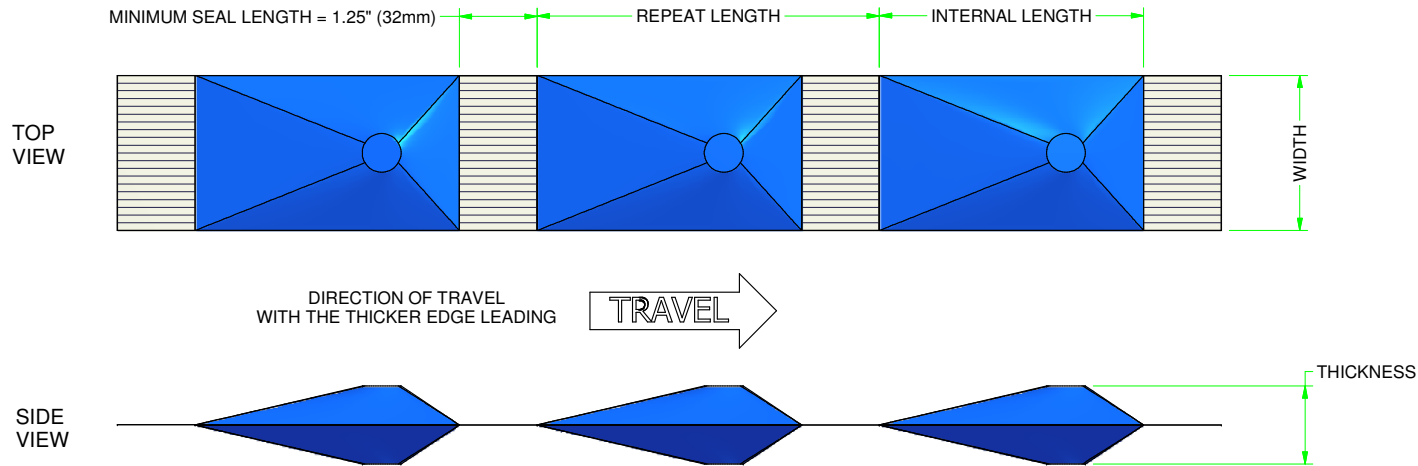 MINIMUM SEAL LENGTH = 1.25" (32mm)
REPEAT LENGTH
INTERNAL LENGTH
TOP
VIEW
WIDTH
DIRECTION OF TRAVEL
WITH THE THICKER EDGE LEADING
TRAVEL
THICKNESS
SIDE
VIEW